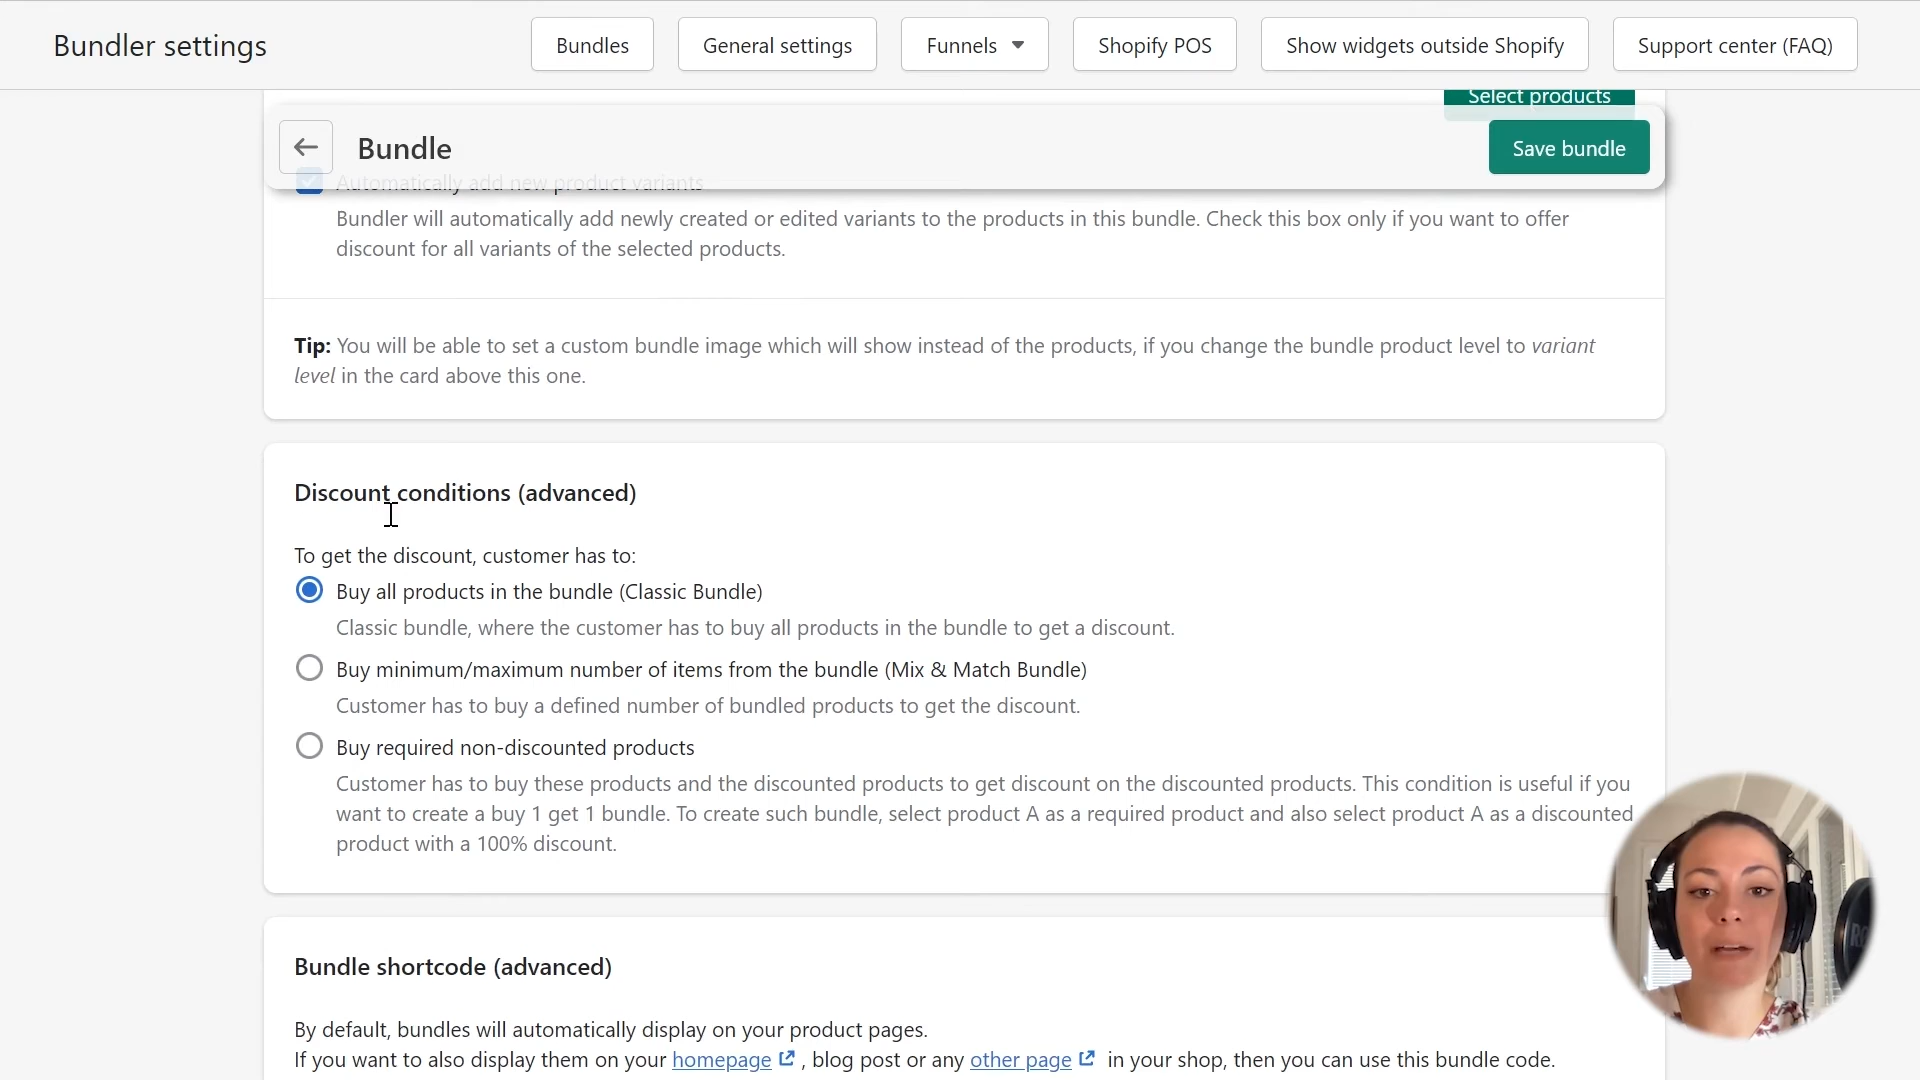 Bundler settings
Bundles
General settings
Funnels
Shopify POS
Show widgets outside Shopify
Support center (FAQ)
Select products
Bundle
Save bundle
Automatically add new product variants
Bundler will automatically add newly created or edited variants to the products in this bundle. Check this box only if you want to offer
discount for all variants of the selected products.
Tip: You will be able to set a custom bundle image which will show instead of the products, if you change the bundle product level to variant
level in the card above this one.
Discount conditions (advanced)
To get the discount, customer has to:
Buy all products in the bundle (Classic Bundle)
Classic bundle, where the customer has to buy all products in the bundle to get a discount.
Buy minimum/maximum number of items from the bundle (Mix & Match Bundle)
Customer has to buy a defined number of bundled products to get the discount.
Buy required non-discounted products
Customer has to buy these products and the discounted products to get discount on the discounted products. This condition is useful if you
want to create a buy 1 get 1 bundle. To create such bundle, select product A as a required product and also select product A as a discounted
product with a 100% discount.
Bundle shortcode (advanced)
By default, bundles will automatically display on your product pages.
If you want to also display them on your homepage , blog post or any other page in your shop, then you can use this bundle code.